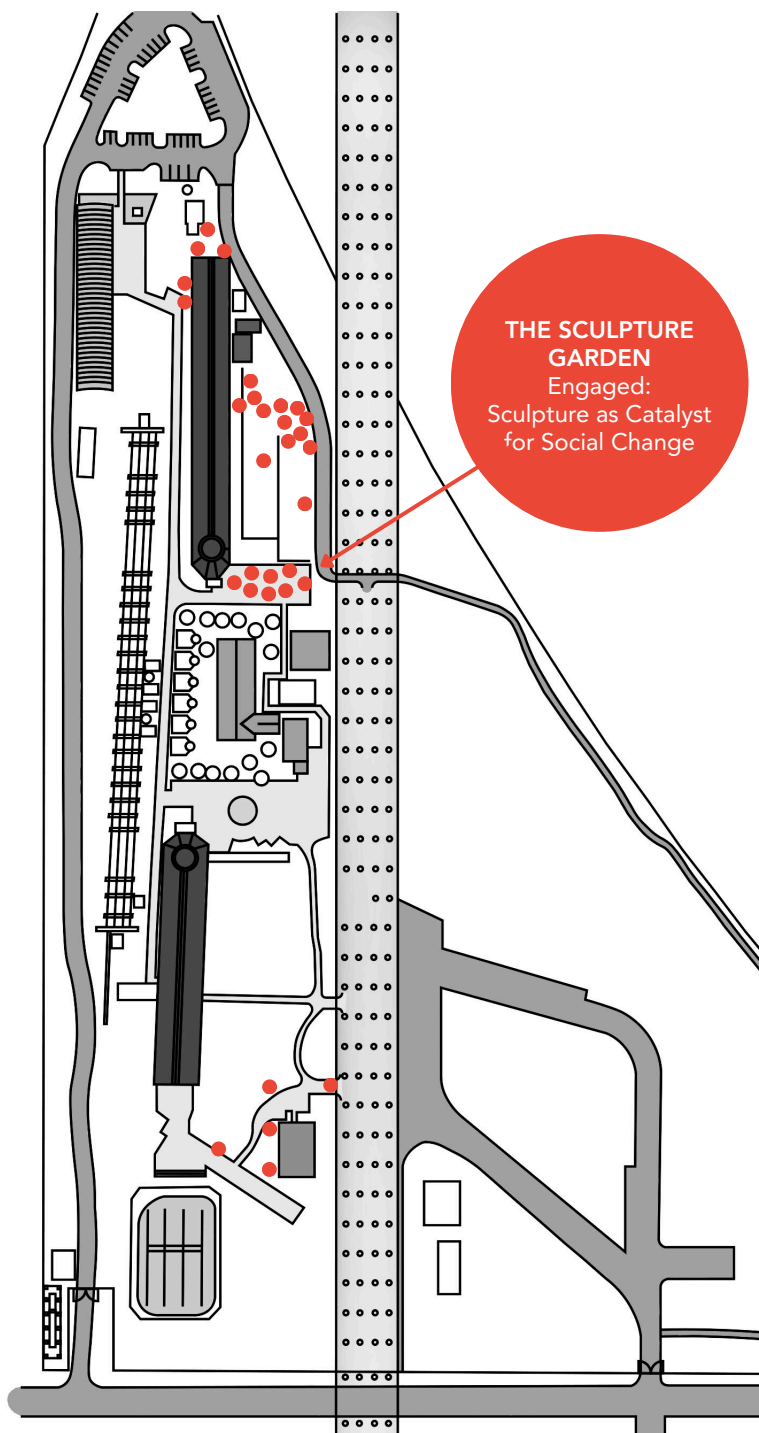 THE SCULPTURE
GARDEN
Engaged:
Sculpture as Catalyst
for Social Change